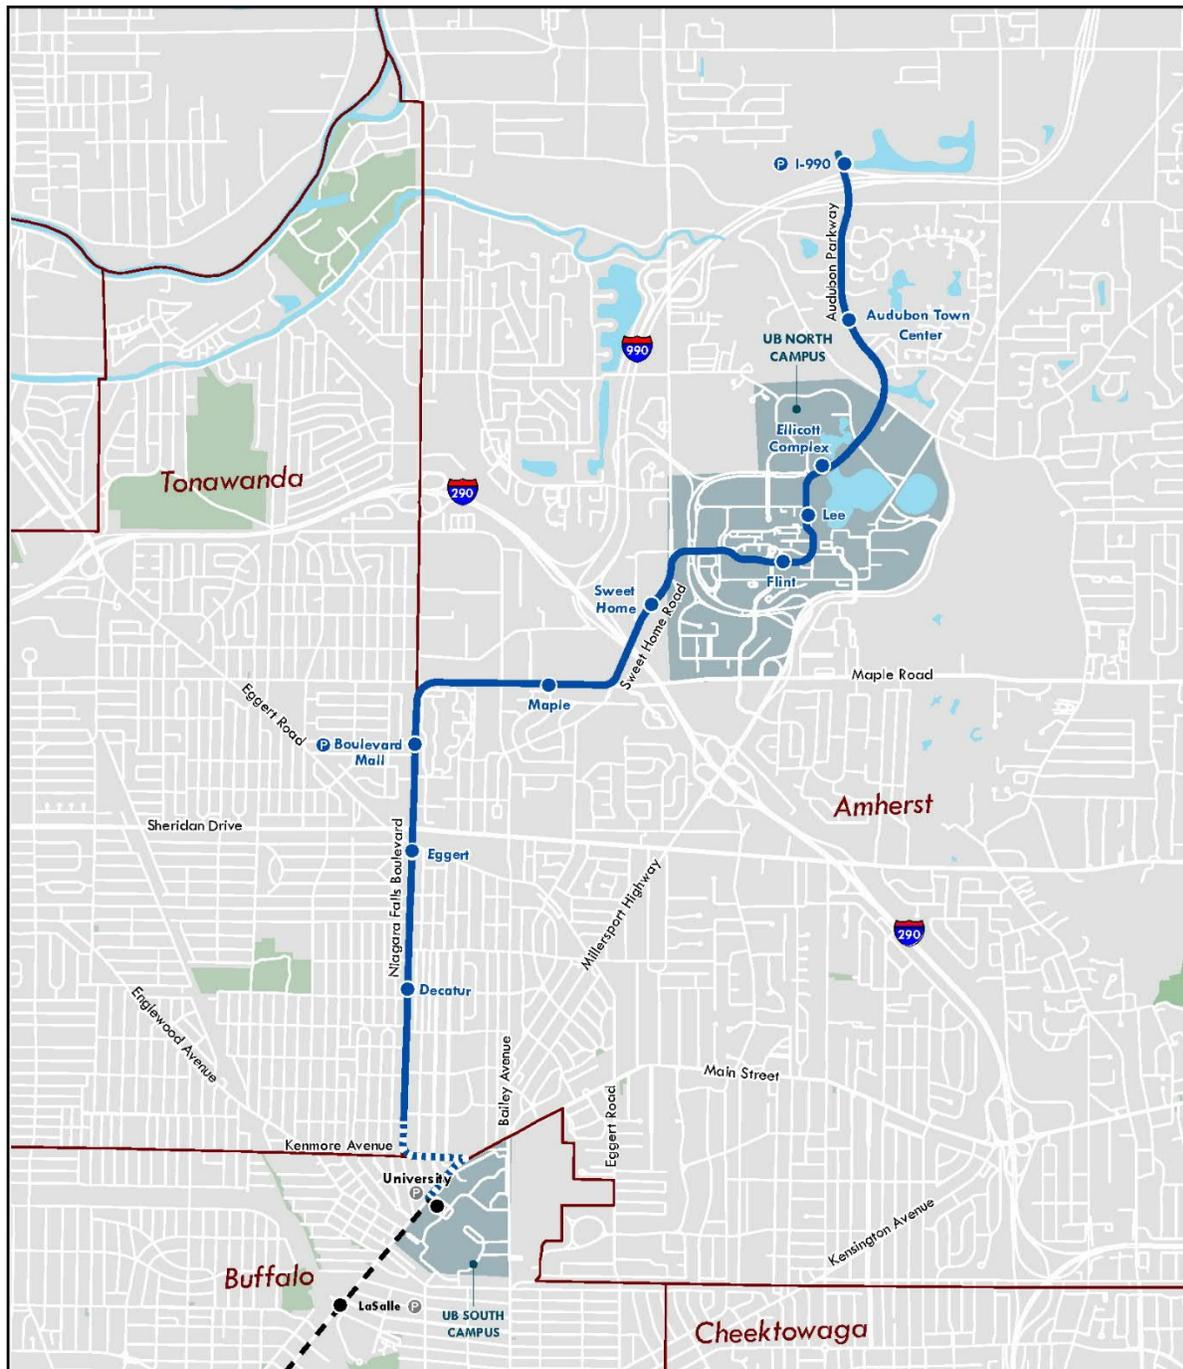 P I-990
Audubon Parkway
Audubon Town
Center
UB NORTH
CAMPUS
990
Ellicott
Complex
Tonawanda
290
Lee
Flint
Sweet
Home
Sweet Home Road
Maple Road
Maple
Eggert Road
P Boulevard
Mall
Amherst
Sheridan Drive
Niagara Falls Boulevard
Eggert
Millersport Highway
290
Decatur
Englewood Avenue
Bailey Avenue
Main Street
Eggert Road
Kenmore Avenue
University
P
Kensington Avenue
Buffalo
LaSalle P
UB SOUTH
CAMPUS
Cheektowaga